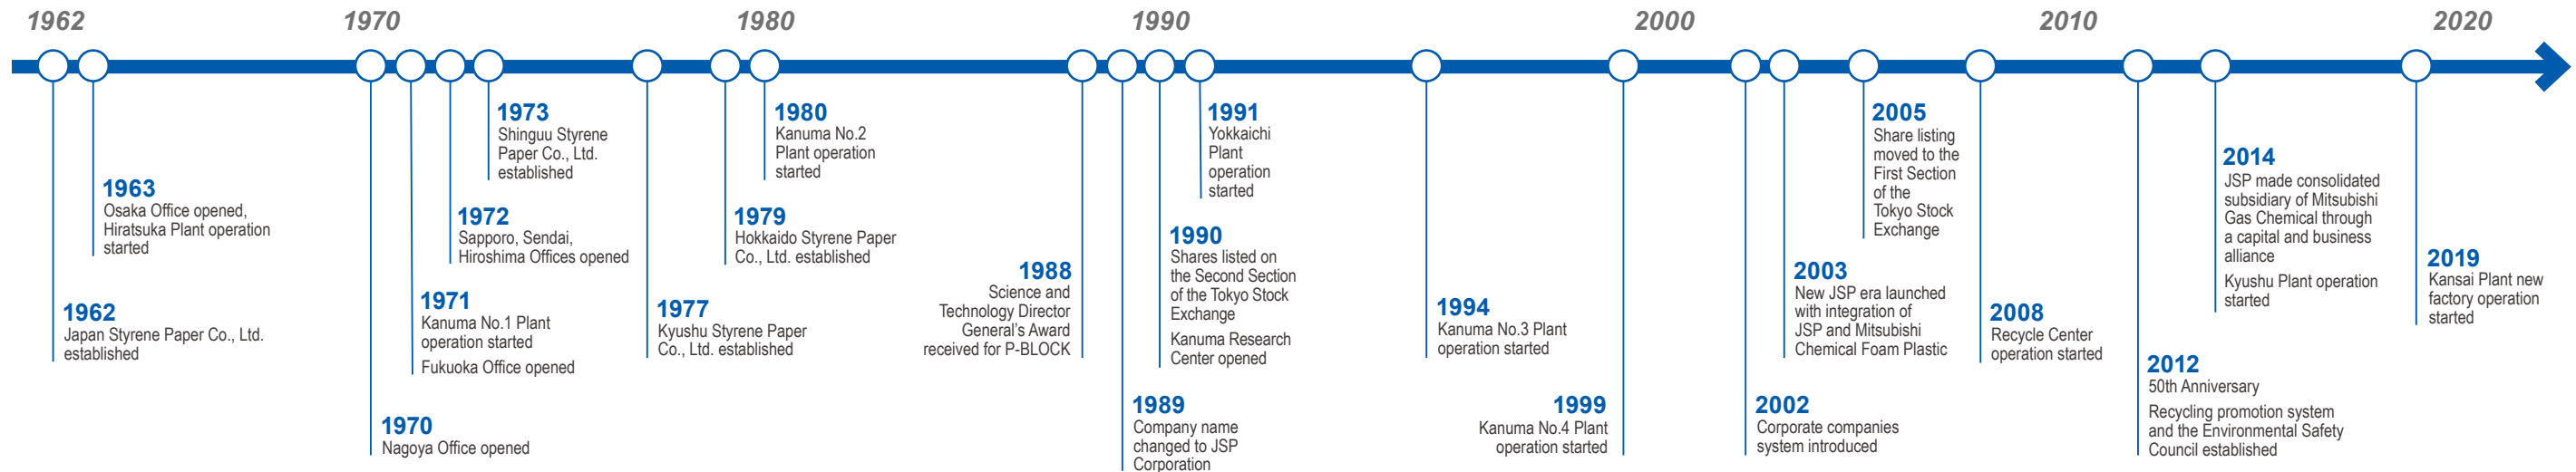 1962
1970
1980
1990
2000
2010
2020
1962
Japan Styrene Paper Co., Ltd.
established
1963
Osaka Office opened,
Hiratsuka Plant operation
started
1970
Nagoya Office opened
1971
Kanuma No.1 Plant
operation started
Fukuoka Office opened
1972
Sapporo, Sendai,
Hiroshima Offices opened
1973
Shinguu Styrene
Paper Co., Ltd.
established
1977
Kyushu Styrene Paper
Co., Ltd. established
1979
Hokkaido Styrene Paper
Co., Ltd. established
1980
Kanuma No.2
Plant operation
started
1988
Science and
Technology Director
General’s Award
received for P-BLOCK
1989
Company name
changed to JSP
Corporation
1990
Shares listed on
the Second Section
of the Tokyo Stock
Exchange
Kanuma Research
Center opened
1991
Yokkaichi
Plant
operation
started
1994
Kanuma No.3 Plant
operation started
1999
Kanuma No.4 Plant
operation started
2002
Corporate companies
system introduced
2003
New JSP era launched
with integration of
JSP and Mitsubishi
Chemical Foam Plastic
2005
Share listing
moved to the
First Section
of the
Tokyo Stock
Exchange
2008
Recycle Center
operation started
2012
50th Anniversary
Recycling promotion system
and the Environmental Safety
Council established
2014
JSP made consolidated
subsidiary of Mitsubishi
Gas Chemical through
a capital and business
alliance
Kyushu Plant operation
started
2019
Kansai Plant new
factory operation
started